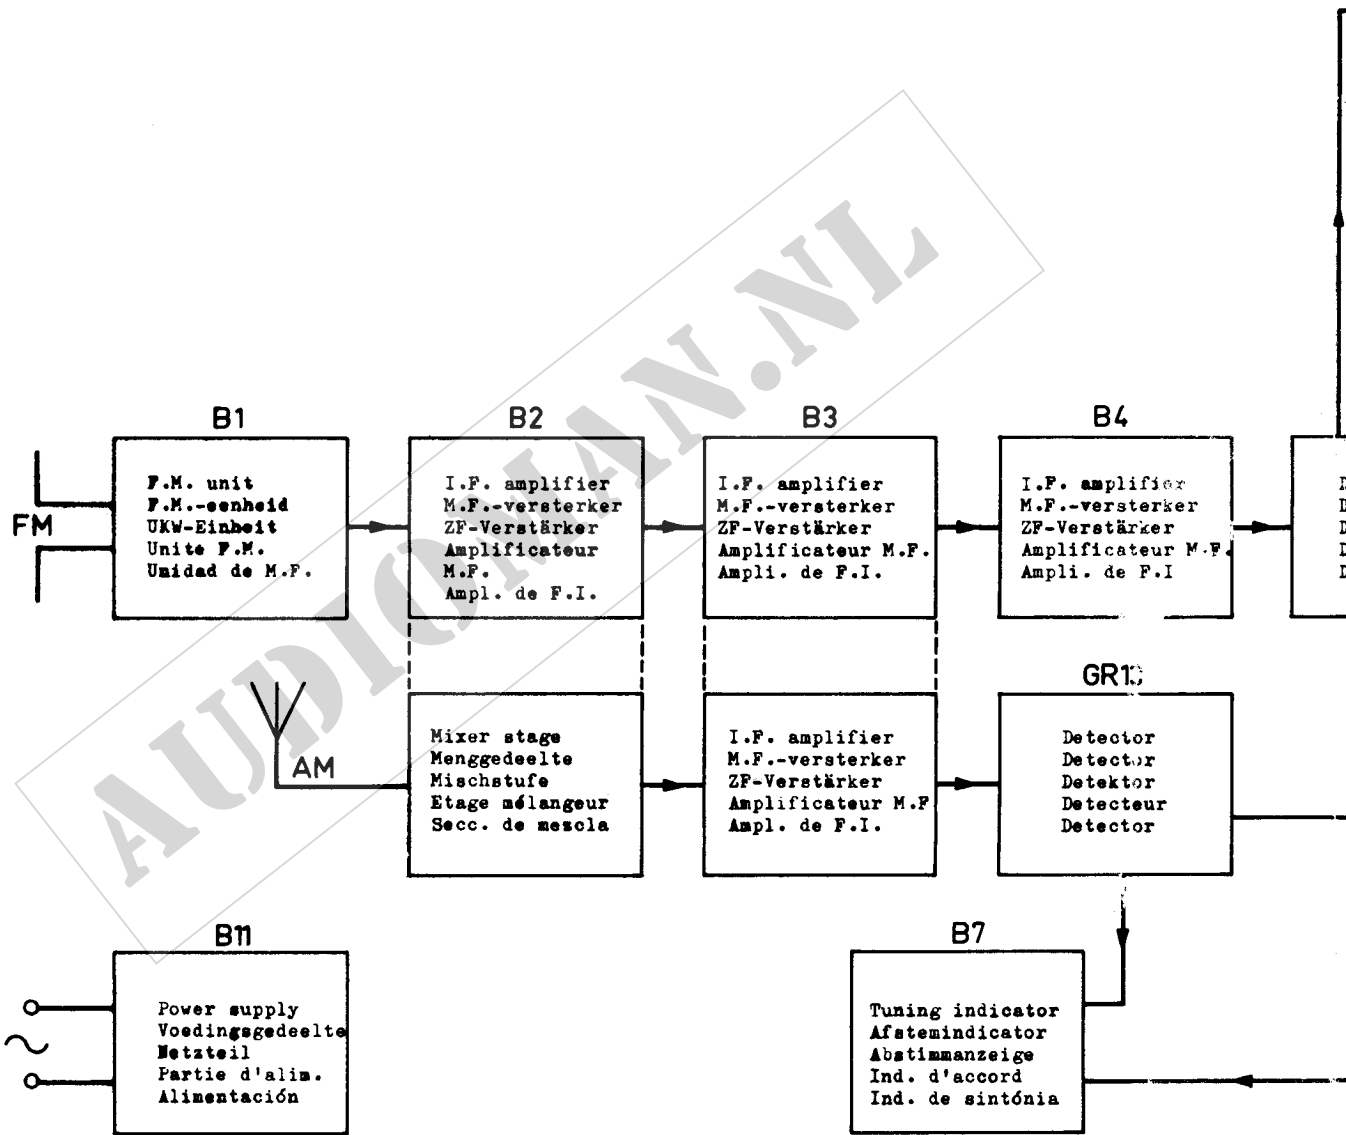 B1
F.M. unit
F.M.-eenheid
UKW-Einheit
Unite F.M.
Unidad de M.F.
FM
B2
I.F. amplifier
M.F.-versterker
ZF-Verstärker
Amplificateur
M.F.
Ampl. de F.I.
B3
I.F. amplifier
M.F.-versterker
ZF-Verstärker
Amplificateur M.F.
Ampli. de F.I.
B4
I.F. amplifier
M.F.-versterker
ZF-Verstärker
Amplificateur M.F.
Ampli. de F.I
D
D
D
D
D
AM
Mixer stage
Menggedeelte
Mischstufe
Etage mélangeur
Secc. de mezcla
I.F. amplifier
M.F.-versterker
ZF-Verstärker
Amplificateur M.F
Ampl. de F.I.
Detector
Detector
Detektor
Detecteur
Detector
B11
Power supply
Voedingsgedeelte
Netzteil
Partie d'alim.
Alimentación
B7
Tuning indicator
Afstemindicator
Abstimmanzeige
Ind. d'accord
Ind. de sintónia
AUDIOMAN.NL